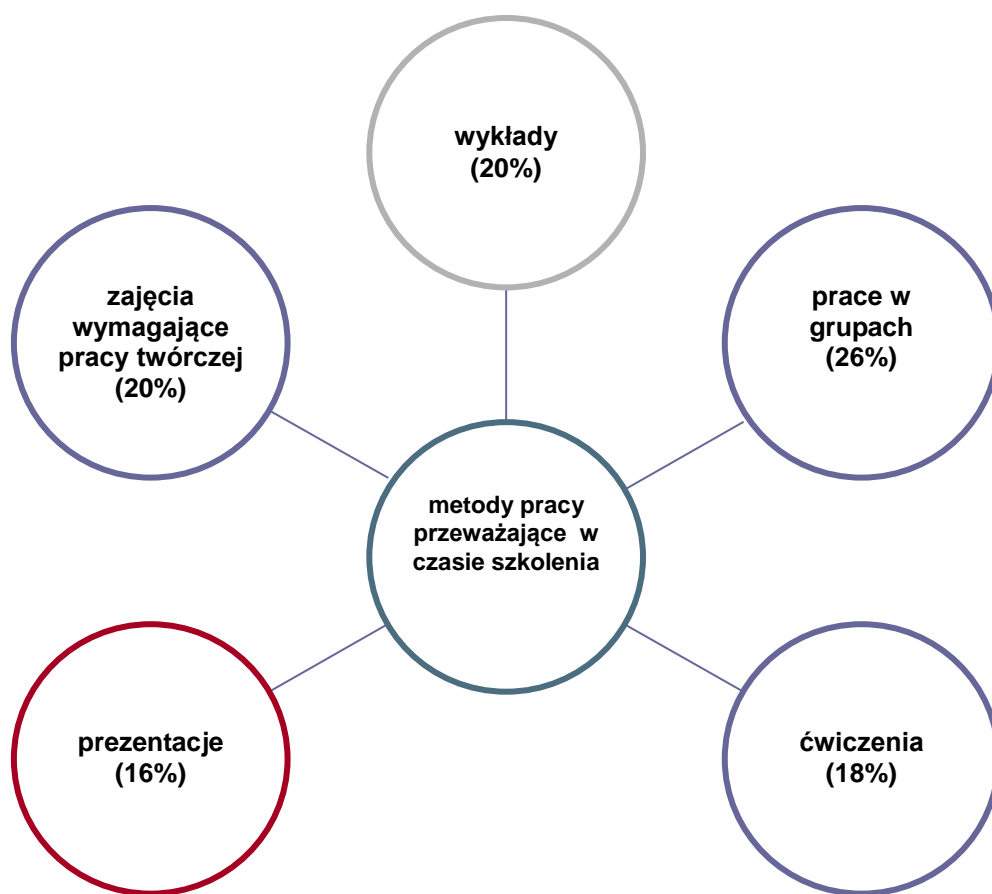 wykłady
(20%)
zajęcia
wymagające
pracy twórczej
(20%)
prace w
grupach
(26%)
metody pracy
przeważające  w
czasie szkolenia
prezentacje
(16%)
ćwiczenia
(18%)